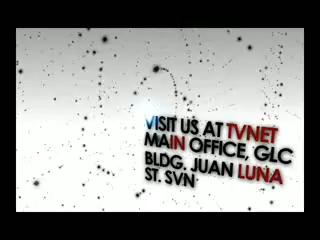 VISIT US AT TVNET
MAIN OFFICE, GLC
BLDG. JUAN LUNA
ST. SVN